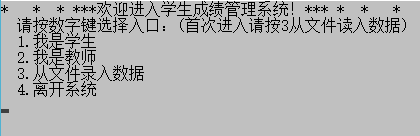 *  *  * ***欢迎进入学生成绩管理系统! *** *  *  *
请按数字键选择入口：(首次进入请按3从文件读入数据)
1.我是学生
2.我是教师
3.从文件录入数据
4.离开系统